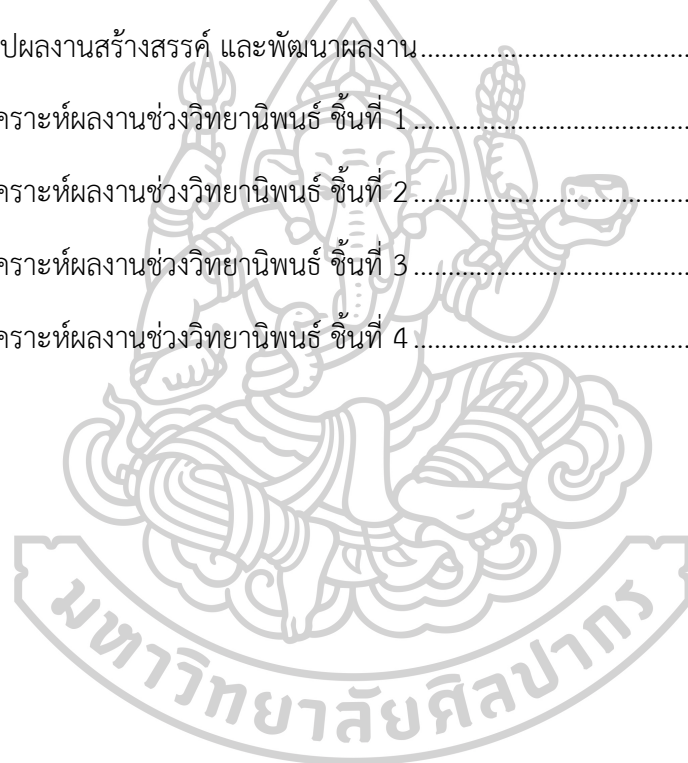 ปผลงานสร้างสรรค์ และพัฒนาผลงาน
คราะห์ผลงานช่วงวิทยานิพนธ์ ชิ้นที่ 1
คราะห์ผลงานช่วงวิทยานิพนธ์ ชิ้นที่ 2
คราะห์ผลงานช่วงวิทยานิพนธ์ ชิ้นที่ 3
คราะห์ผลงานช่วงวิทยานิพนธ์ ชิ้นที่ 4
มหาวิทยาลัยศิลปากร